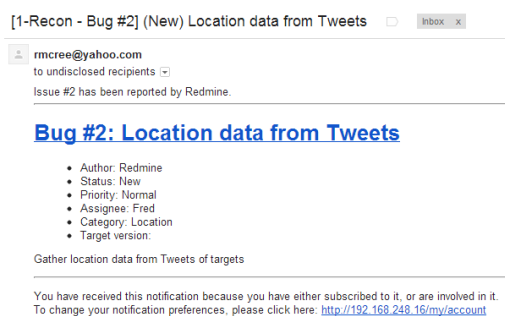 [1-Recon - Bug #2] (New) Location data from Tweets Inbox x
rmcree@yahoo.com
to undisclosed recipients
Issue #2 has been reported by Redmine.
Bug #2: Location data from Tweets
• Author: Redmine
• Status: New
• Priority: Normal
• Assignee: Fred
• Category: Location
• Target version:
Gather location data from Tweets of targets
You have received this notification because you have either subscribed to it, or are involved in it.
To change your notification preferences, please click here: http://192.168.248.16/my/account